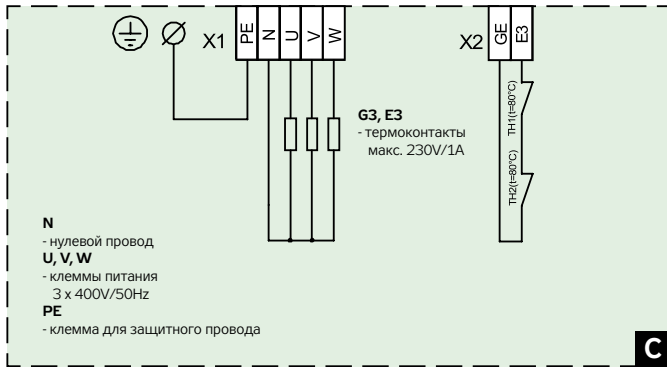 X1 PE N U V W
X2 GE E3
TH1(t=80°C)
TH2(t=80°C)
G3, E3
- термоконтакты
макс. 230V/1A
N
- нулевой провод
U, V, W
- клеммы питания
3 x 400V/50Hz
PE
- клемма для защитного провода
C